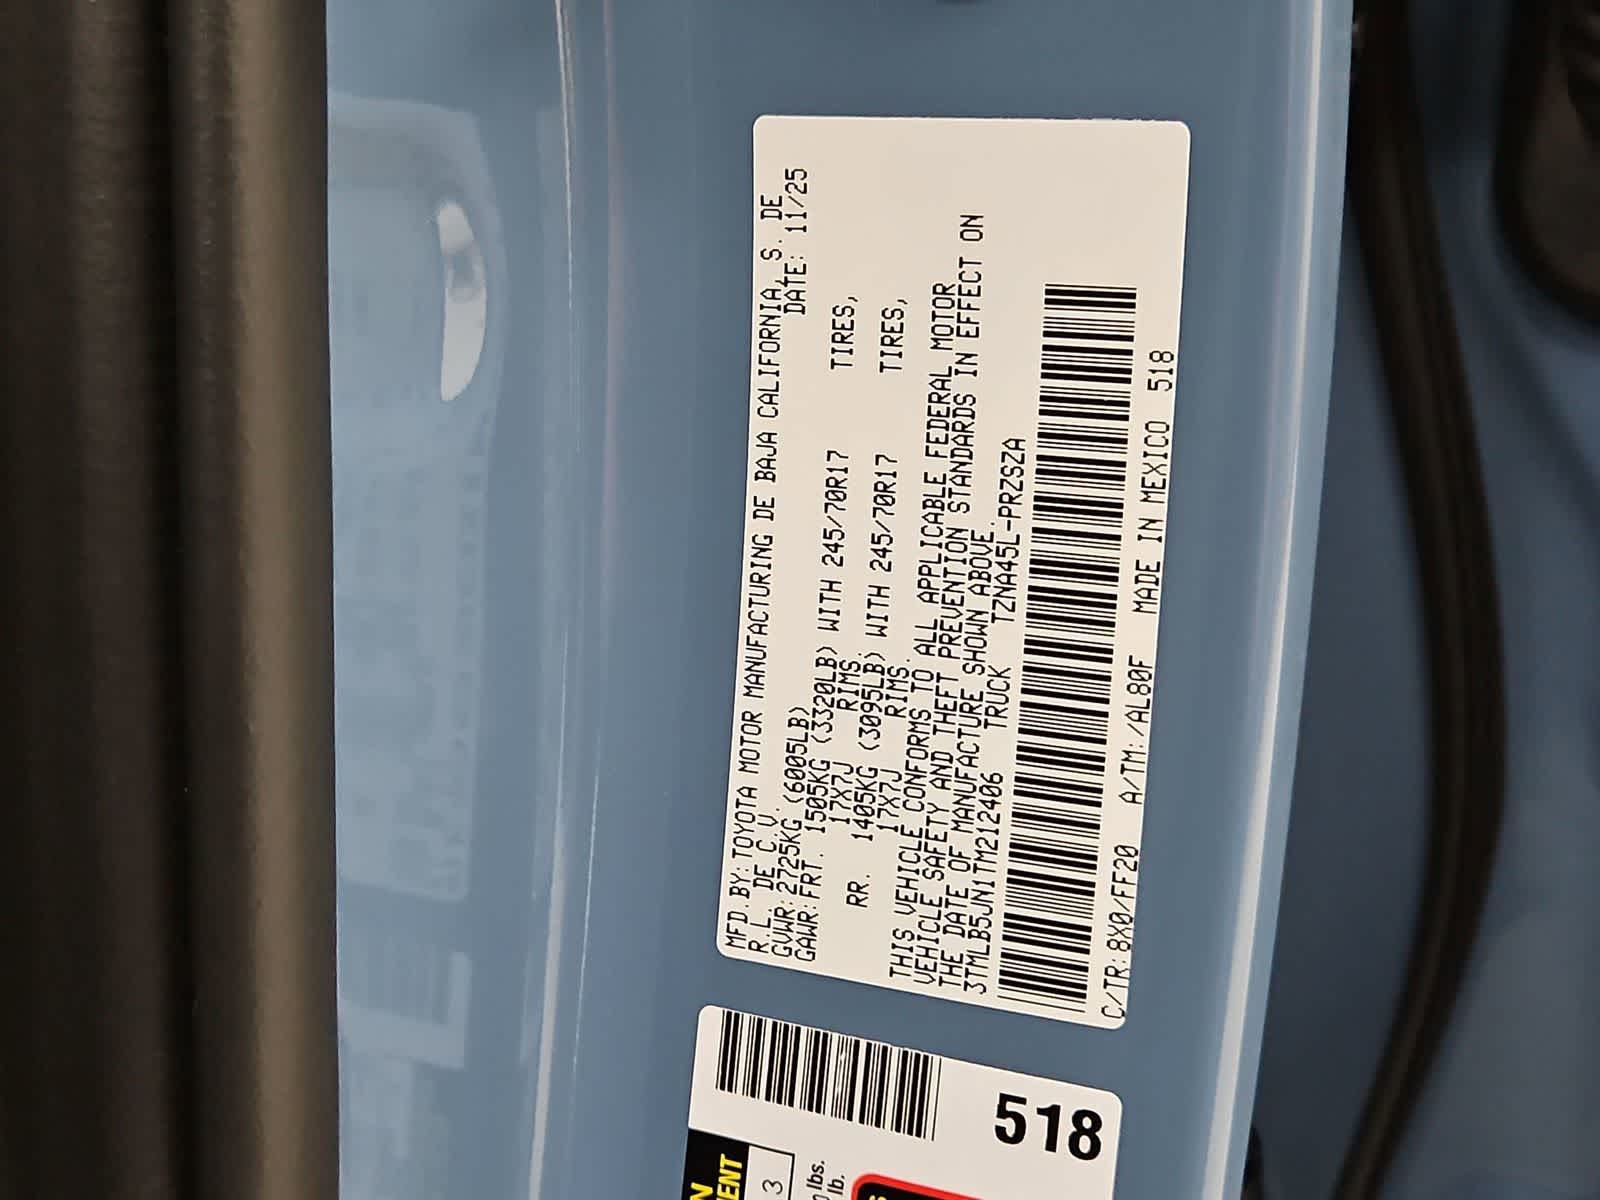 MFD.BY:TOYOTA MOTOR MANUFACTURING DE BAJA CALIFORNIA, S. DE
R.L. DE C.V. DATE: 11/25
GVWR:2725KG (6005LB)
GAWR:FRT. 1505KG (3320LB) WITH 245/70R17 TIRES,
17X7J RIMS.
RR. 1405KG (3095LB) WITH 245/70R17 TIRES,
17X7J RIMS.
THIS VEHICLE CONFORMS TO ALL APPLICABLE FEDERAL MOTOR
VEHICLE SAFETY AND THEFT PREVENTION STANDARDS IN EFFECT ON
THE DATE OF MANUFACTURE SHOWN ABOVE.
3TMLB5JN1TM212406 TRUCK TZNA45L-PRZSZA
C/TR:8X0/FF20 A/TM:/AL80F MADE IN MEXICO 518
518
3
lbs.
lb.